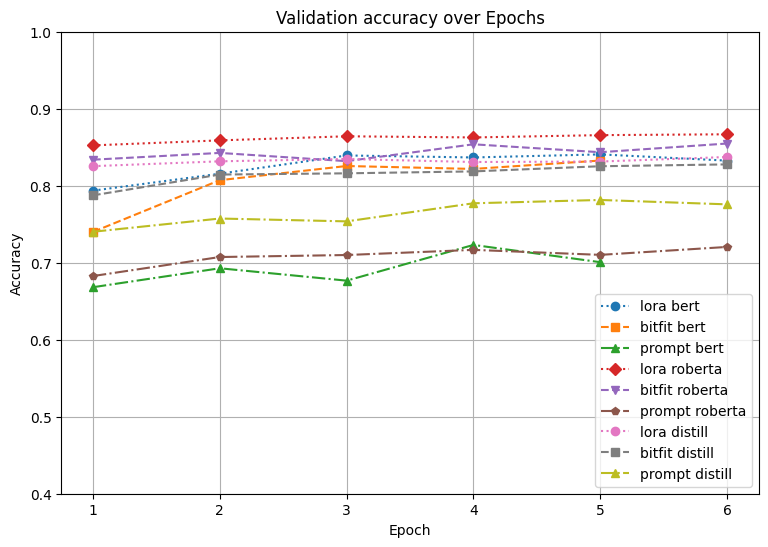 Validation accuracy over Epochs
1.0
0.9
0.8
0.7
0.6
0.5
0.4
Accuracy
lora bert
bitfit bert
prompt bert
lora roberta
bitfit roberta
prompt roberta
lora distill
bitfit distill
prompt distill
1 2 3 4 5 6
Epoch